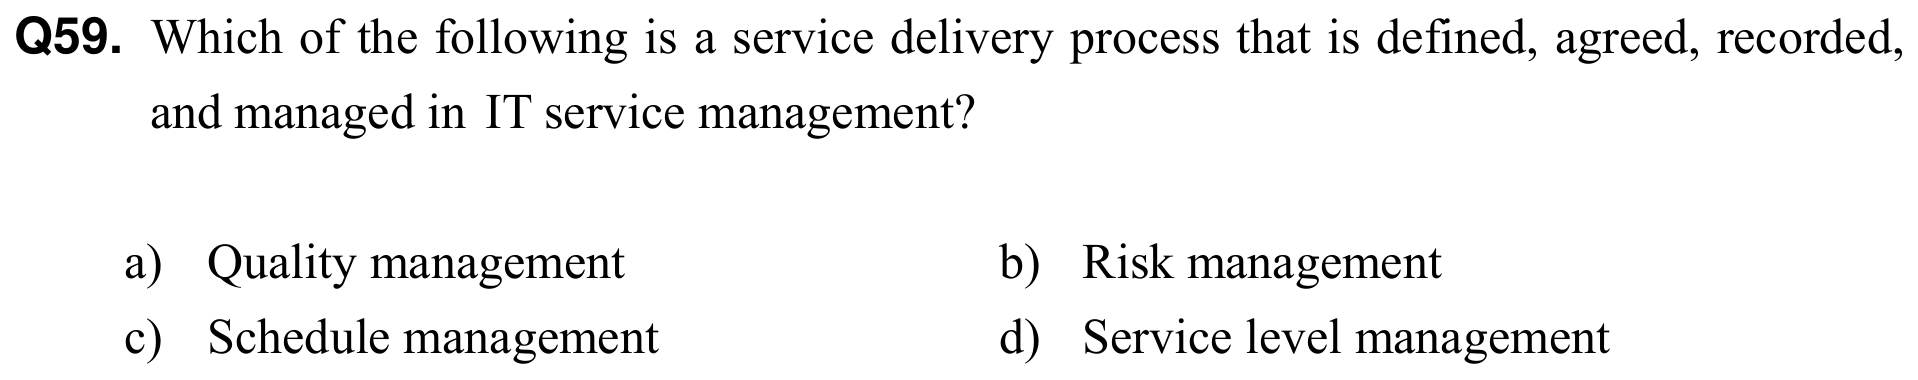 Q59. Which of the following is a service delivery process that is defined, agreed, recorded,
and managed in IT service management?
a) Quality management b) Risk management
c) Schedule management d) Service level management